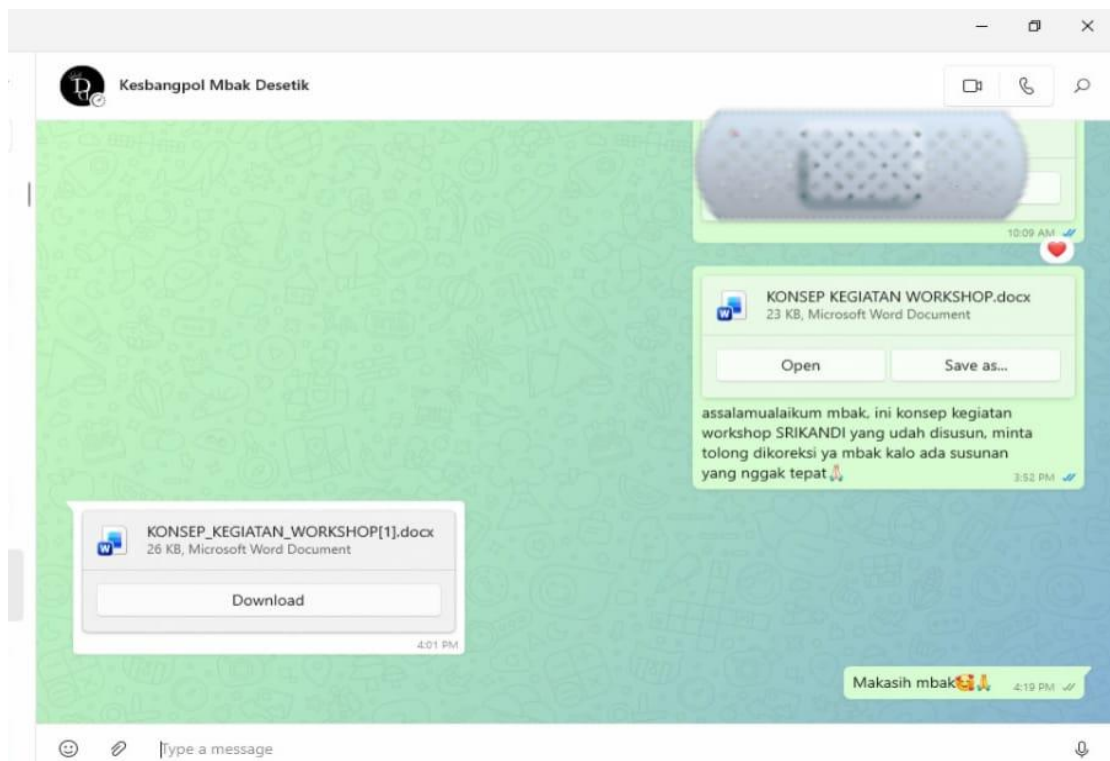 Kesbangpol Mbak Desetik
10:09 AM
KONSEP KEGIATAN WORKSHOP.docx
23 KB, Microsoft Word Document
Open Save as...
assalamualaikum mbak, ini konsep kegiatan
workshop SRIKANDI yang udah disusun, minta
tolong dikoreksi ya mbak kalo ada susunan
yang nggak tepat🙏🏻
3:52 PM
KONSEP_KEGIATAN_WORKSHOP[1].docx
26 KB, Microsoft Word Document
Download
4:01 PM
Makasih mbak🥰🙏 4:19 PM
Type a message